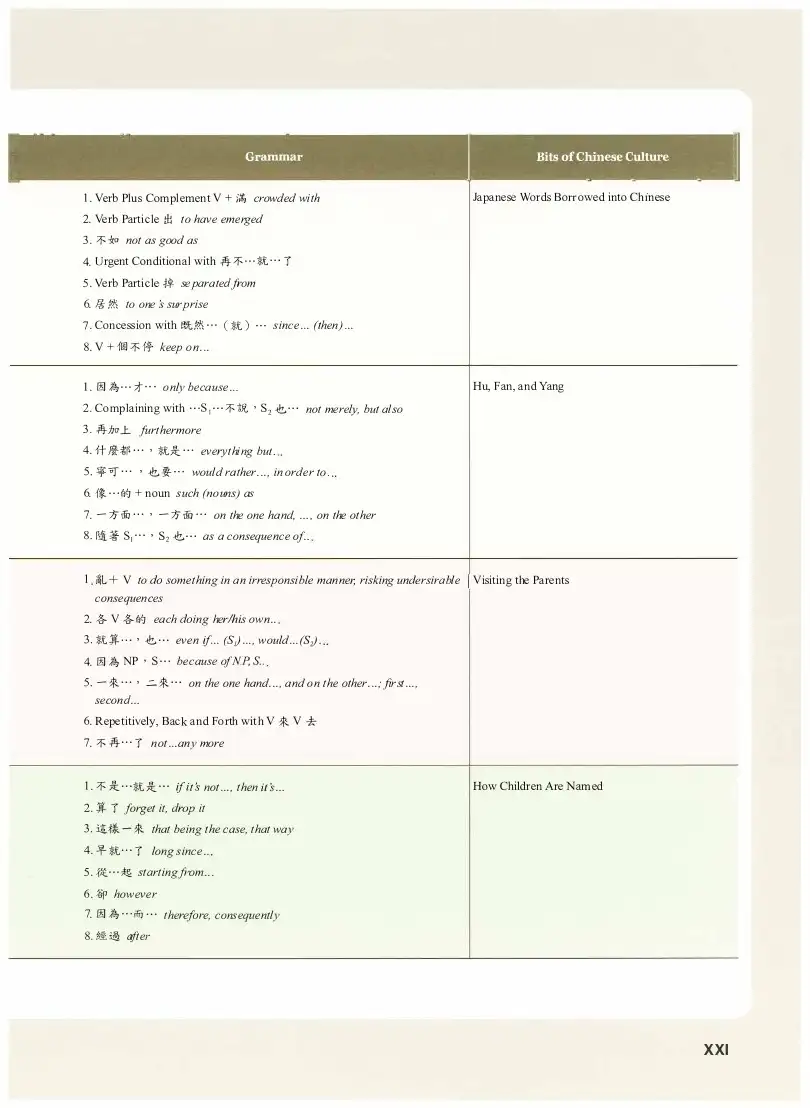 Grammar
Bits of Chinese Culture
1. Verb Plus Complement V + 滿 crowded with
2. Verb Particle 出 to have emerged
3. 不如 not as good as
4. Urgent Conditional with 再不…就…了
5. Verb Particle 掉 separated from
6. 居然 to one's surprise
7. Concession with 既然…（就）… since… (then)…
8. V + 個不停 keep on…
Japanese Words Borrowed into Chinese
1. 因為…才… only because…
2. Complaining with …S₁…不說，S₂ 也… not merely, but also
3. 再加上 furthermore
4. 什麼都…，就是… everything but…
5. 寧可…，也要… would rather…, in order to…
6. 像…的 + noun such (nouns) as
7. 一方面…，一方面… on the one hand, …, on the other
8. 隨著 S₁…，S₂ 也… as a consequence of…
Hu, Fan, and Yang
1. 亂＋ V to do something in an irresponsible manner, risking undersirable
consequences
2. 各 V 各的 each doing her/his own…
3. 就算…，也… even if… (S₁)…, would…(S₂)…
4. 因為 NP，S… because of NP, S…
5. 一來…，二來… on the one hand…, and on the other…; first…,
second…
6. Repetitively, Back and Forth with V 來 V 去
7. 不再…了 not…any more
Visiting the Parents
1. 不是…就是… if it's not…, then it's…
2. 算了 forget it, drop it
3. 這樣一來 that being the case, that way
4. 早就…了 long since…
5. 從…起 starting from…
6. 卻 however
7. 因為…而… therefore, consequently
8. 經過 after
How Children Are Named
XXI